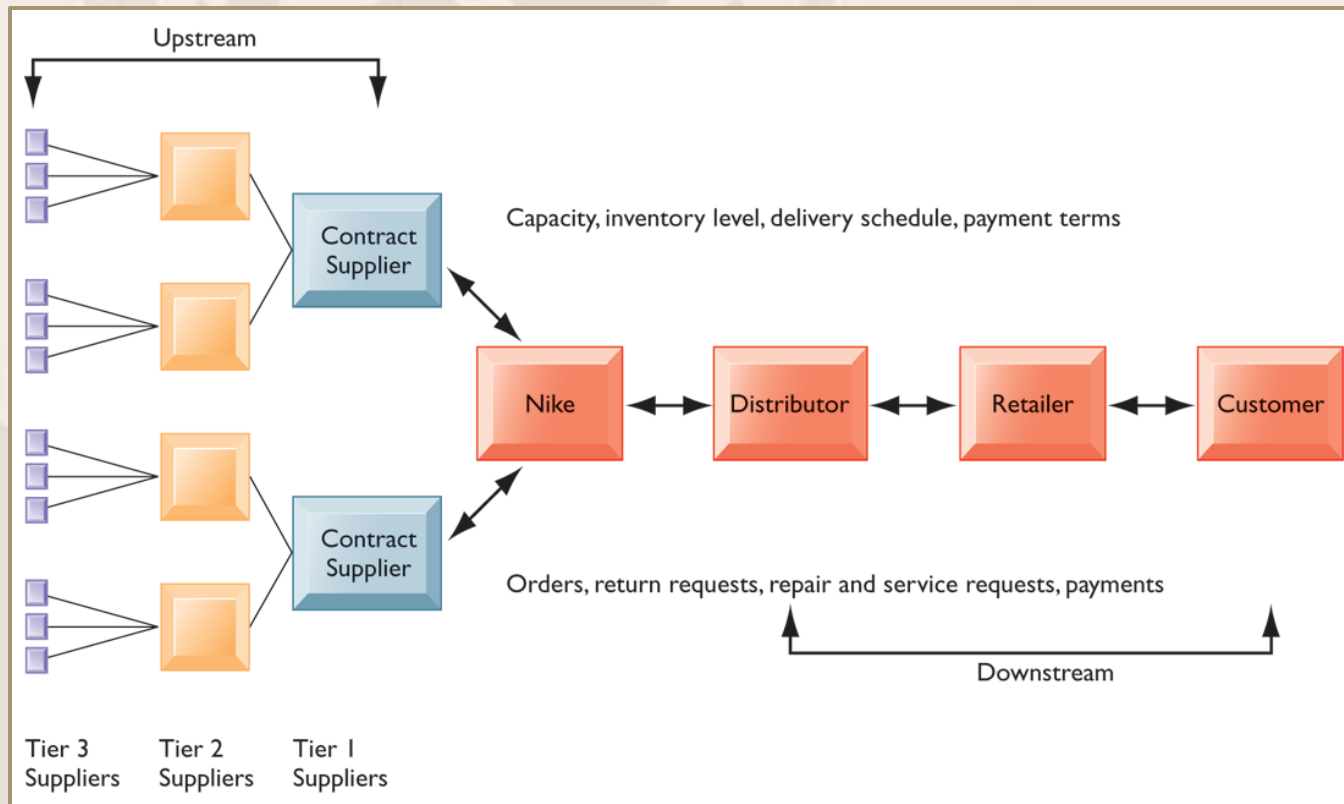 Upstream
Contract
Supplier
Capacity, inventory level, delivery schedule, payment terms
Nike
Distributor
Retailer
Customer
Contract
Supplier
Orders, return requests, repair and service requests, payments
Downstream
Tier 3
Suppliers
Tier 2
Suppliers
Tier 1
Suppliers